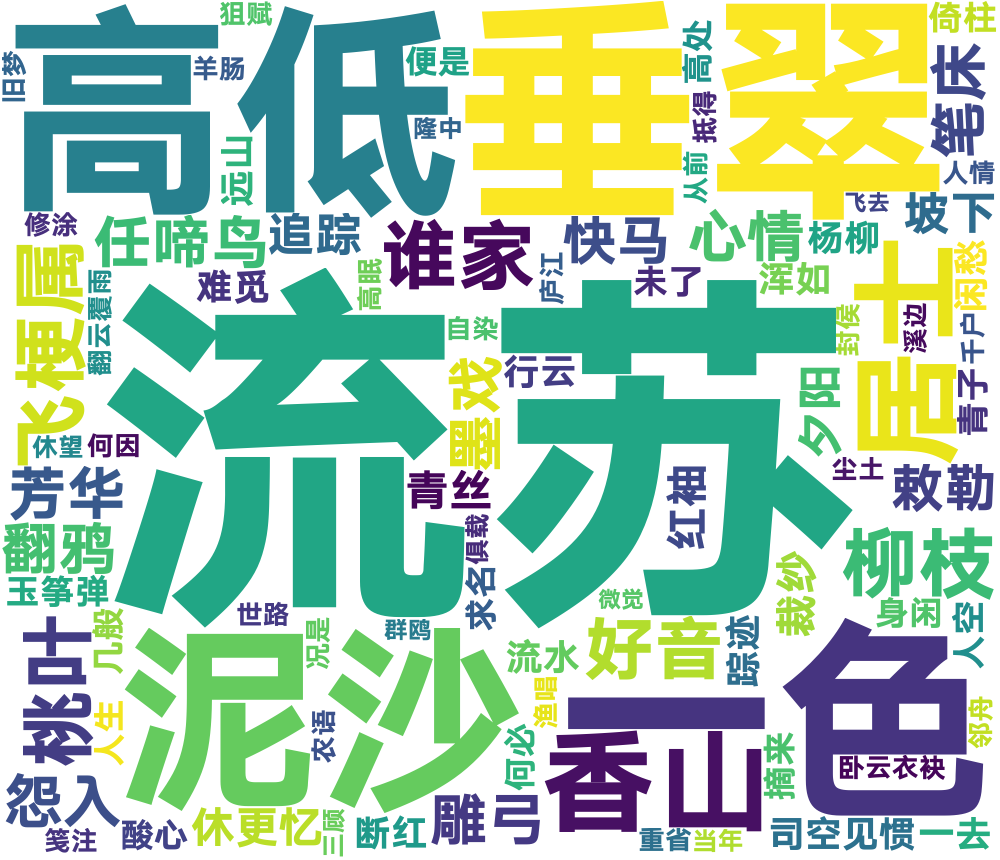 狙赋
倚柱
高低
垂翠
旧梦
羊肠
便是
高处
笔床
隆中
抵得
人情
修涂
远山
从前
飞去
坡下
任啼鸟
追踪
谁家
快马
心情
杨柳
闲愁
难觅
高眠
庐江
未了
浑如
居士
溪边
千户
飞梗属
翻云覆雨
流苏
自染
封侯
墨戏
行云
夕阳
青子
休望
何因
芳华
青丝
红袖
尘土
敕勒
翻鸦
俱载
柳枝
玉筝弹
求名
微觉
裁纱
身闲
世路
群鸥
几般
况是
桃叶
泥沙
流水
好音
踪迹
色
人空
人生
农语
渔唱
香山
邻舟
何必
摘来
卧云衣袂
怨入
笺注
酸心
休更忆
三顾
断红
雕弓
重省
当年
司空见惯
一去